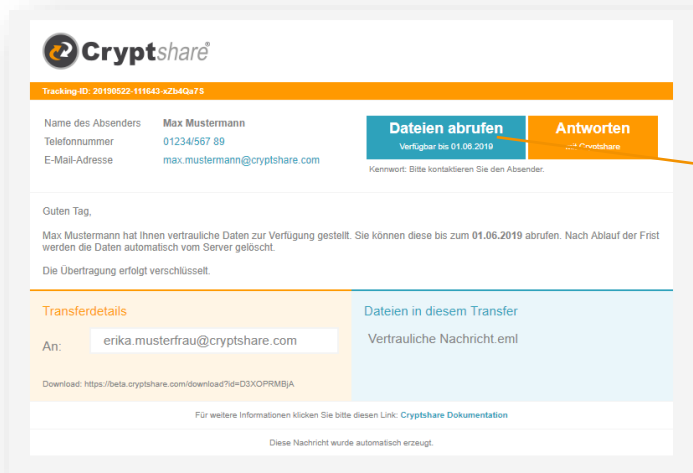 Cryptshare®
Tracking-ID: 20190522-111643-aZb4Qa7S
Name des Absenders Max Mustermann
Telefonnummer 01234/567 89
E-Mail-Adresse max.mustermann@cryptshare.com
Dateien abrufen
Verfügbar bis 01.06.2019
Antworten
mit Cryptshare
Kennwort: Bitte kontaktieren Sie den Absender.
Guten Tag,
Max Mustermann hat Ihnen vertrauliche Daten zur Verfügung gestellt. Sie können diese bis zum 01.06.2019 abrufen. Nach Ablauf der Frist
werden die Daten automatisch vom Server gelöscht.
Die Übertragung erfolgt verschlüsselt.
Transferdetails
An: erika.musterfrau@cryptshare.com
Download: https://beta.cryptshare.com/download?id=D3XOPRMBjA
Dateien in diesem Transfer
Vertrauliche Nachricht.eml
Für weitere Informationen klicken Sie bitte diesen Link: Cryptshare Dokumentation
Diese Nachricht wurde automatisch erzeugt.